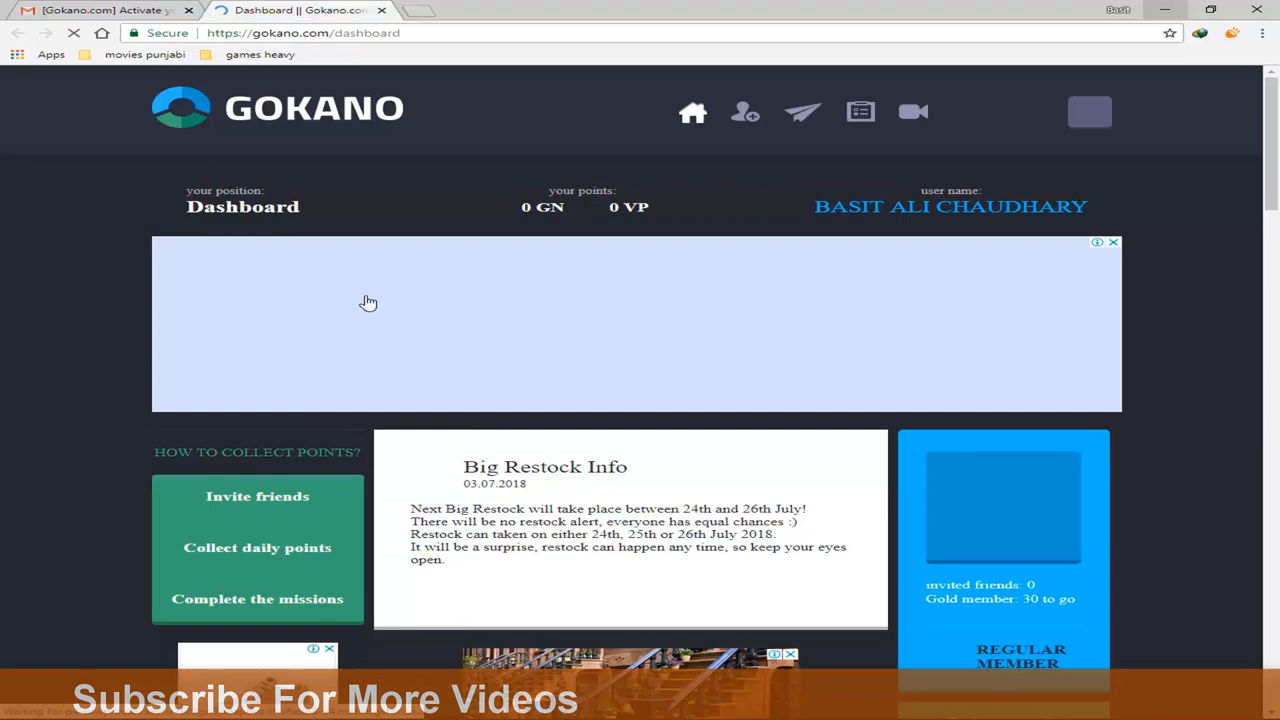 [Gokano.com] Activate yo
Dashboard || Gokano.com
Basit
Secure
https://gokano.com/dashboard
Apps
movies punjabi
games heavy
GOKANO
your position:
Dashboard
your points:
0 GN 0 VP
user name:
BASIT ALI CHAUDHARY
HOW TO COLLECT POINTS?
Invite friends
Collect daily points
Complete the missions
Big Restock Info
03.07.2018
Next Big Restock will take place between 24th and 26th July!
There will be no restock alert, everyone has equal chances :)
Restock can taken on either 24th, 25th or 26th July 2018.
It will be a surprise, restock can happen any time, so keep your eyes
open.
invited friends: 0
Gold member: 30 to go
REGULAR
MEMBER
Subscribe For More Videos